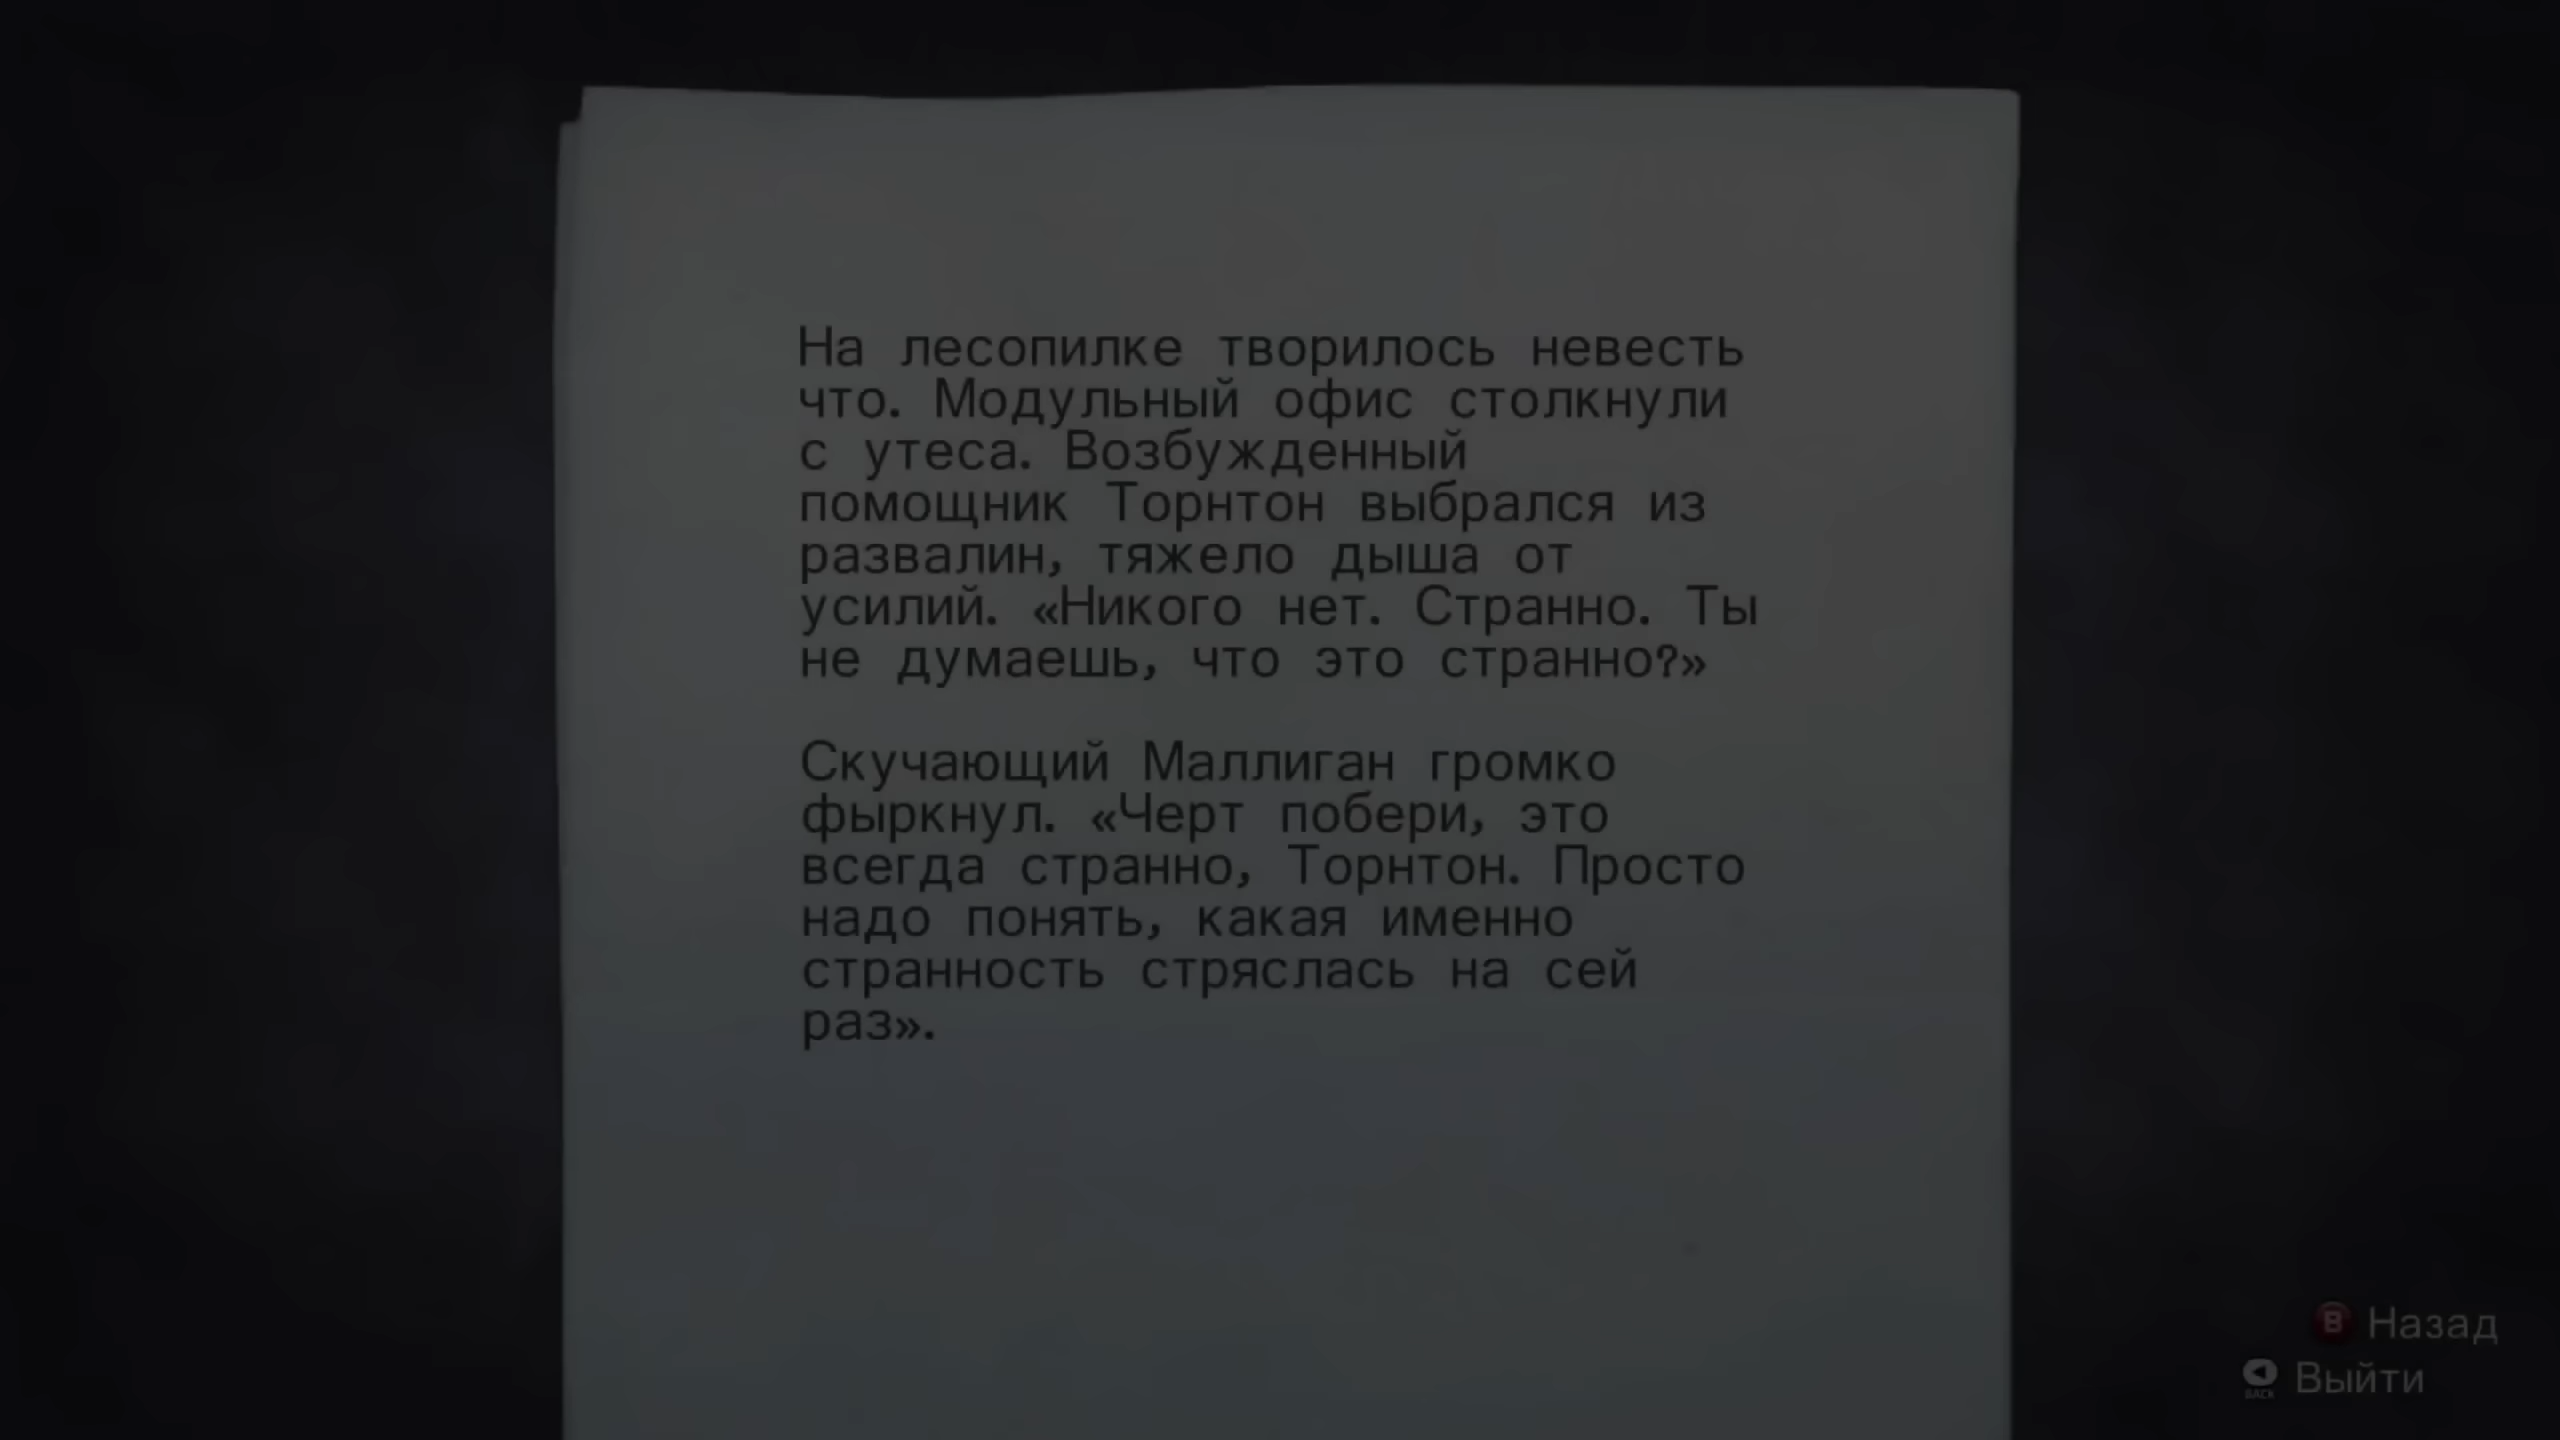 На лесопилке творилось невесть
что. Модульный офис столкнули
с утеса. Возбужденный
помощник Торнтон выбрался из
развалин, тяжело дыша от
усилий. «Никого нет. Странно. Ты
не думаешь, что это странно?»
Скучающий Маллиган громко
фыркнул. «Черт побери, это
всегда странно, Торнтон. Просто
надо понять, какая именно
странность стряслась на сей
раз».
B Назад
BACK Выйти